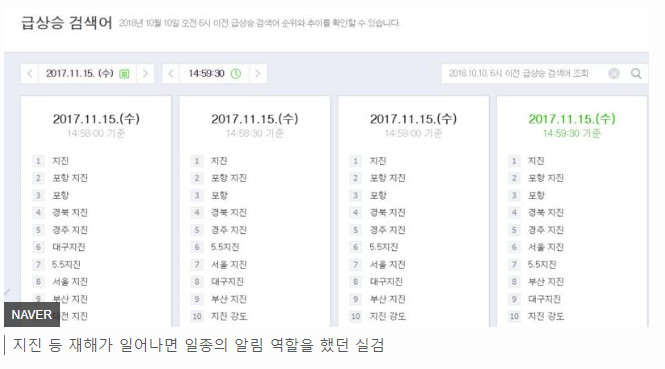 급상승 검색어 2018년 10월 10일 오전 6시 이전 급상승 검색어 순위와 추이를 확인할 수 있습니다.
2017.11.15. (수) 14:59:30 2018.10.10. 6시 이전 급상승 검색어 조회
2017.11.15.(수)
14:58:00 기준
1 지진
2 포항 지진
3 포항
4 경북 지진
5 경주 지진
6 대구지진
7 5.5지진
8 서울 지진
9 부산 지진
지진
2017.11.15.(수)
14:58:30 기준
1 지진
2 포항 지진
3 포항
4 경북 지진
5 경주 지진
6 5.5지진
7 서울 지진
8 대구지진
9 부산 지진
10 지진 강도
2017.11.15.(수)
14:59:00 기준
1 지진
2 포항 지진
3 포항
4 경북 지진
5 경주 지진
6 5.5지진
7 서울 지진
8 대구지진
9 부산 지진
10 지진 강도
2017.11.15.(수)
14:59:30 기준
1 지진
2 포항 지진
3 포항
4 경북 지진
5 경주 지진
6 서울 지진
7 5.5지진
8 부산 지진
9 대구지진
10 지진 강도
NAVER
지진 등 재해가 일어나면 일종의 알림 역할을 했던 실검